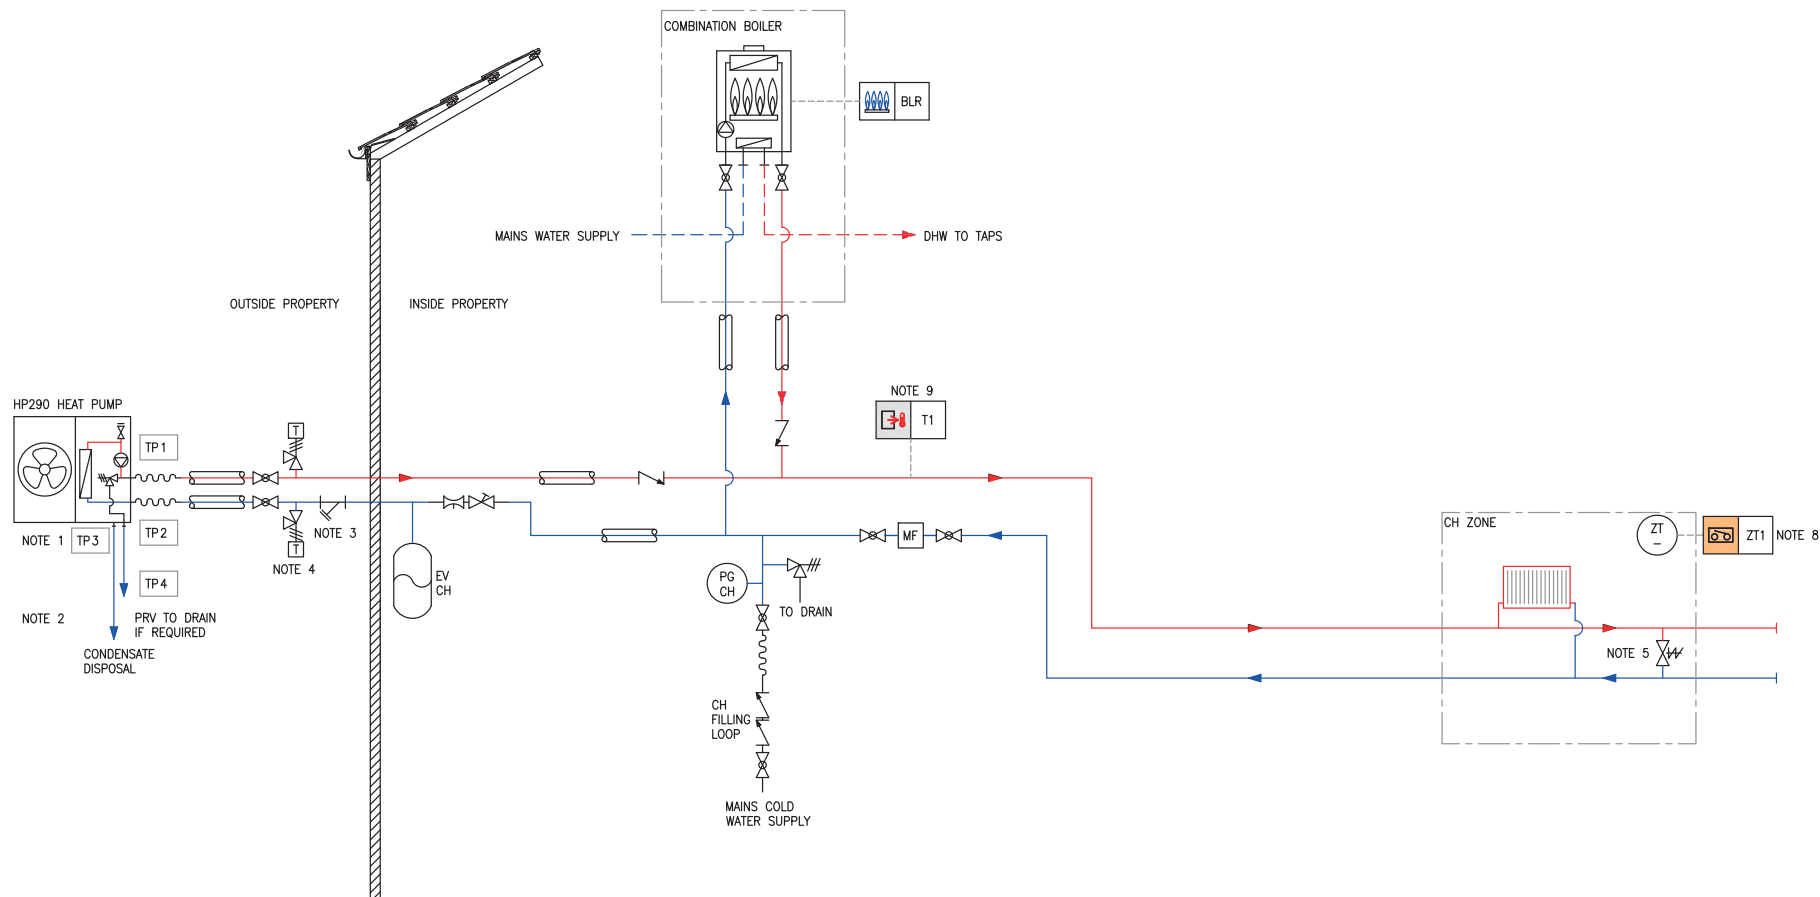 COMBINATION BOILER
BLR
MAINS WATER SUPPLY
DHW TO TAPS
OUTSIDE PROPERTY
INSIDE PROPERTY
NOTE 9
T1
HP290 HEAT PUMP
TP1
T
TP2
NOTE 1
TP3
NOTE 3
T
NOTE 4
TP4
NOTE 2
PRV TO DRAIN
IF REQUIRED
CONDENSATE
DISPOSAL
EV
CH
MF
PG
CH
TO DRAIN
CH
FILLING
LOOP
MAINS COLD
WATER SUPPLY
CH ZONE
ZT
–
ZT1
NOTE 8
NOTE 5